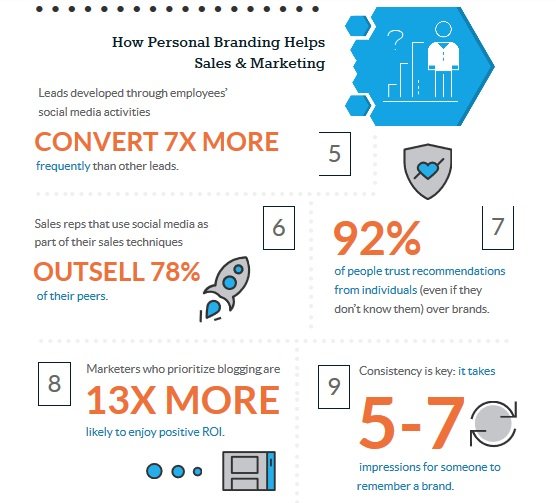 How Personal Branding Helps
Sales & Marketing
?
Leads developed through employees'
social media activities
CONVERT 7X MORE
frequently than other leads.
5
Sales reps that use social media as
part of their sales techniques
OUTSELL 78%
of their peers.
6
7
92%
of people trust recommendations
from individuals (even if they
don't know them) over brands.
8
Marketers who prioritize blogging are
13X MORE
likely to enjoy positive ROI.
9
Consistency is key: it takes
5-7
impressions for someone to
remember a brand.